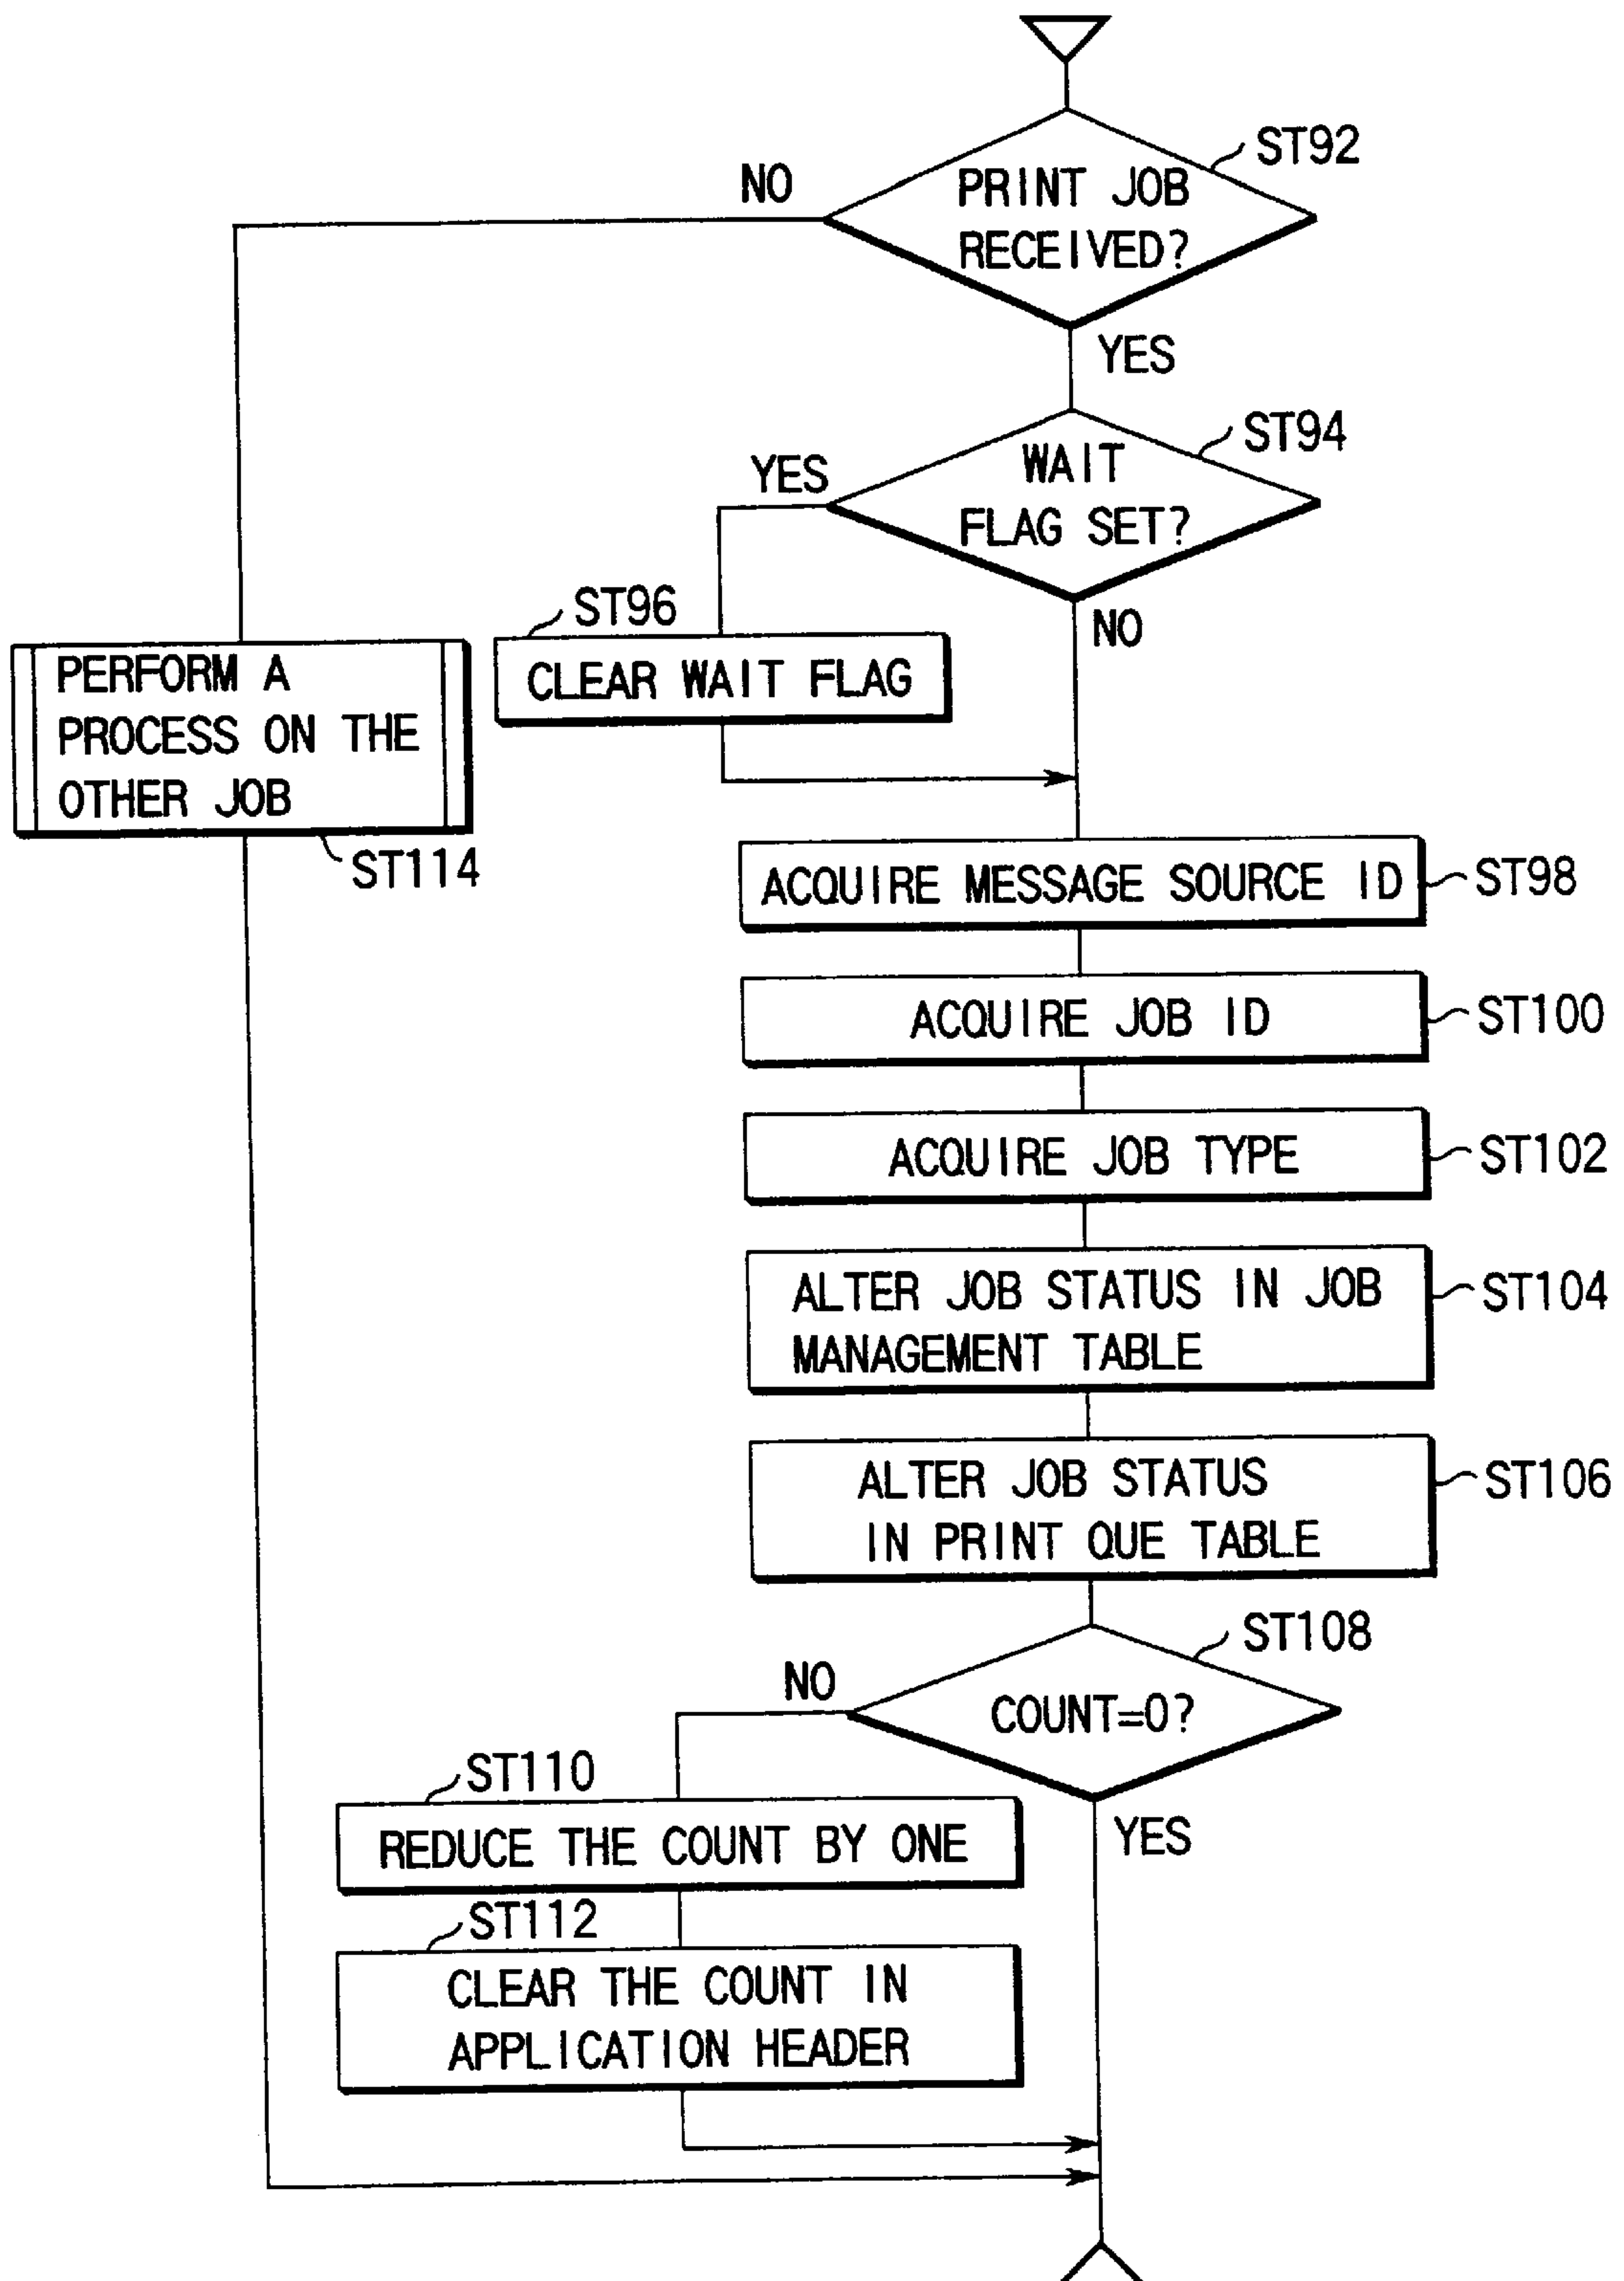 ST92
NO
PRINT JOB
RECEIVED?
YES
ST94
YES
WAIT
FLAG SET?
ST96
NO
CLEAR WAIT FLAG
PERFORM A
PROCESS ON THE
OTHER JOB
ST114
ACQUIRE MESSAGE SOURCE ID
ST98
ACQUIRE JOB ID
ST100
ACQUIRE JOB TYPE
ST102
ALTER JOB STATUS IN JOB
MANAGEMENT TABLE
ST104
ALTER JOB STATUS
IN PRINT QUE TABLE
ST106
ST108
NO
COUNT=0?
ST110
REDUCE THE COUNT BY ONE
YES
ST112
CLEAR THE COUNT IN
APPLICATION HEADER